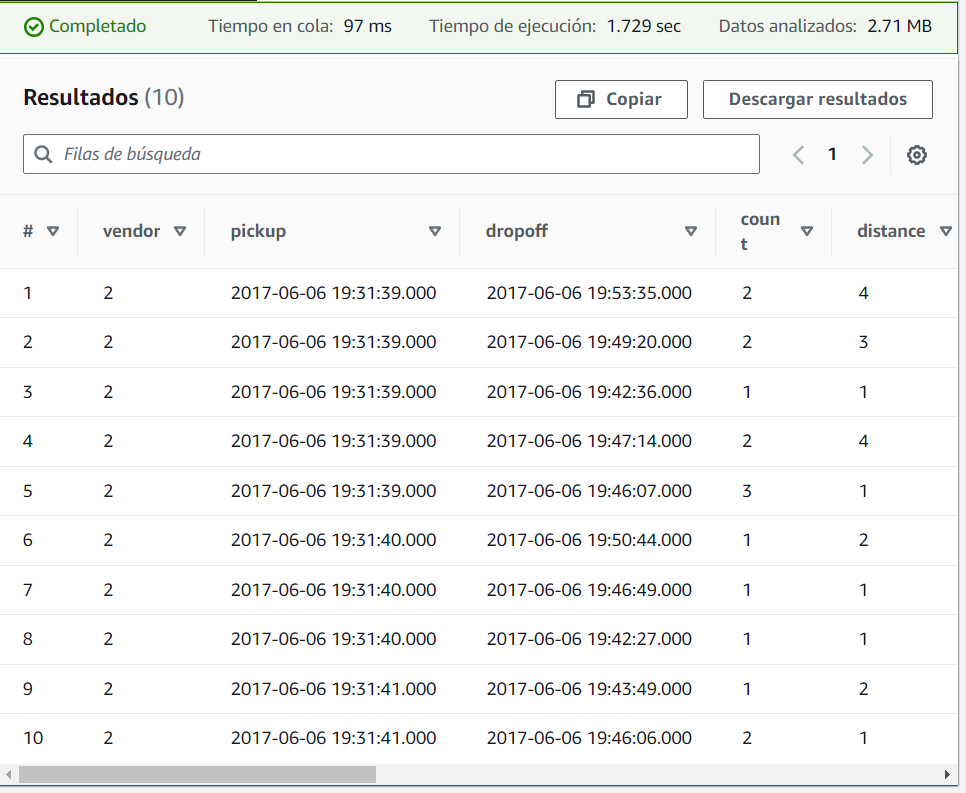 Completado Tiempo en cola: 97 ms Tiempo de ejecución: 1.729 sec Datos analizados: 2.71 MB
Resultados (10) Copiar Descargar resultados
Filas de búsqueda 1
# vendor pickup dropoff coun
t distance
1 2 2017-06-06 19:31:39.000 2017-06-06 19:53:35.000 2 4
2 2 2017-06-06 19:31:39.000 2017-06-06 19:49:20.000 2 3
3 2 2017-06-06 19:31:39.000 2017-06-06 19:42:36.000 1 1
4 2 2017-06-06 19:31:39.000 2017-06-06 19:47:14.000 2 4
5 2 2017-06-06 19:31:39.000 2017-06-06 19:46:07.000 3 1
6 2 2017-06-06 19:31:40.000 2017-06-06 19:50:44.000 1 2
7 2 2017-06-06 19:31:40.000 2017-06-06 19:46:49.000 1 1
8 2 2017-06-06 19:31:40.000 2017-06-06 19:42:27.000 1 1
9 2 2017-06-06 19:31:41.000 2017-06-06 19:43:49.000 1 2
10 2 2017-06-06 19:31:41.000 2017-06-06 19:46:06.000 2 1